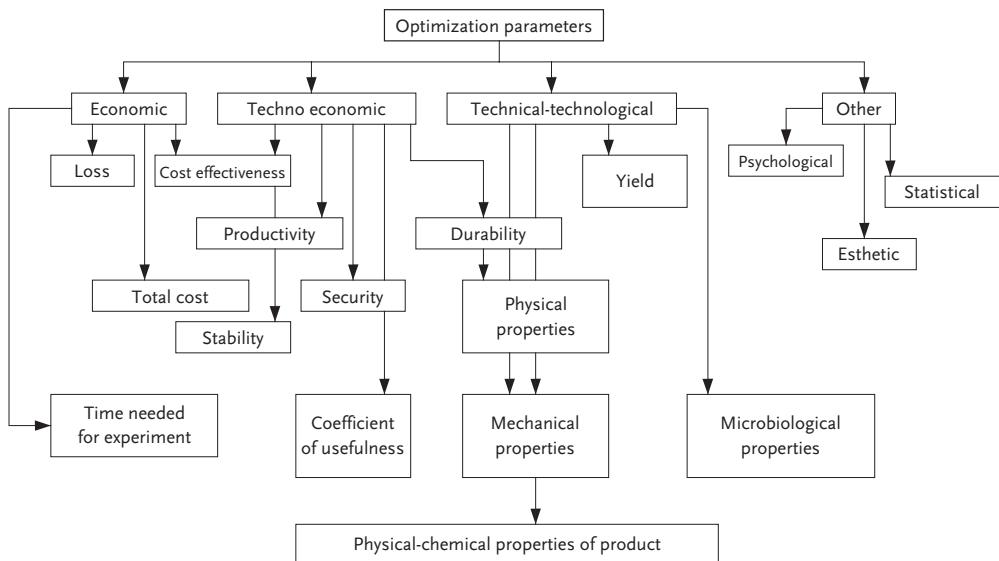 Optimization parameters
Economic
Techno economic
Technical-technological
Other
Loss
Cost effectiveness
Yield
Psychological
Statistical
Productivity
Durability
Esthetic
Total cost
Security
Physical
properties
Stability
Time needed
for experiment
Coefficient
of usefulness
Mechanical
properties
Microbiological
properties
Physical-chemical properties of product